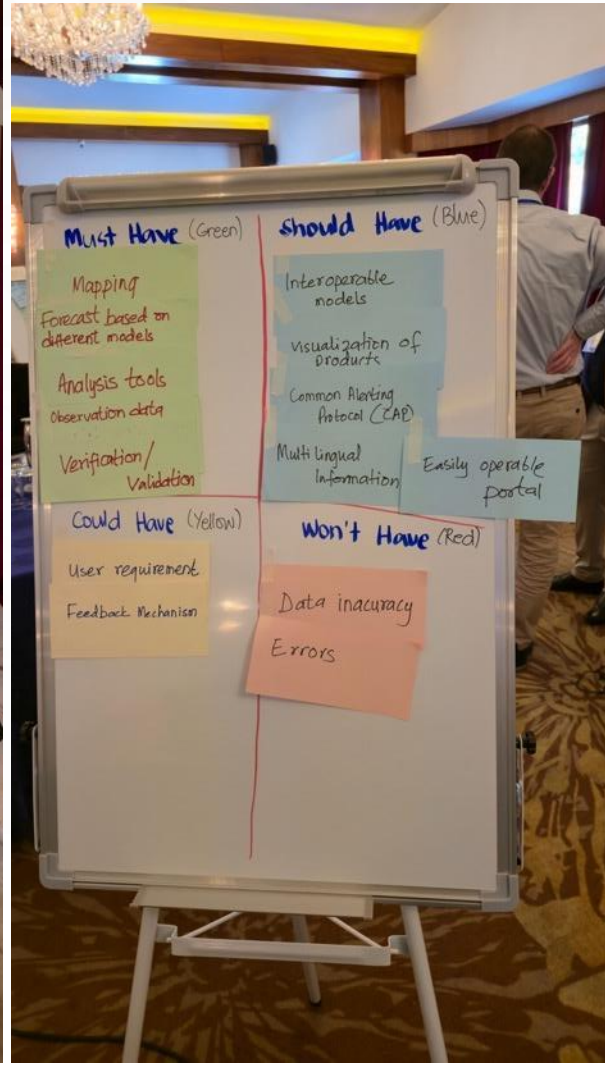 Must Have (Green)
Mapping
Forecast based on
different models
Analysis tools
Observation data
Verification/
Validation
Should Have (Blue)
Interoperable
models
Visualization of
products
Common Alerting
Protocol (CAP)
Multi Lingual
Information
Easily operable
portal
Could Have (Yellow)
User requirement
Feedback Mechanism
Won't Have (Red)
Data inacuracy
Errors